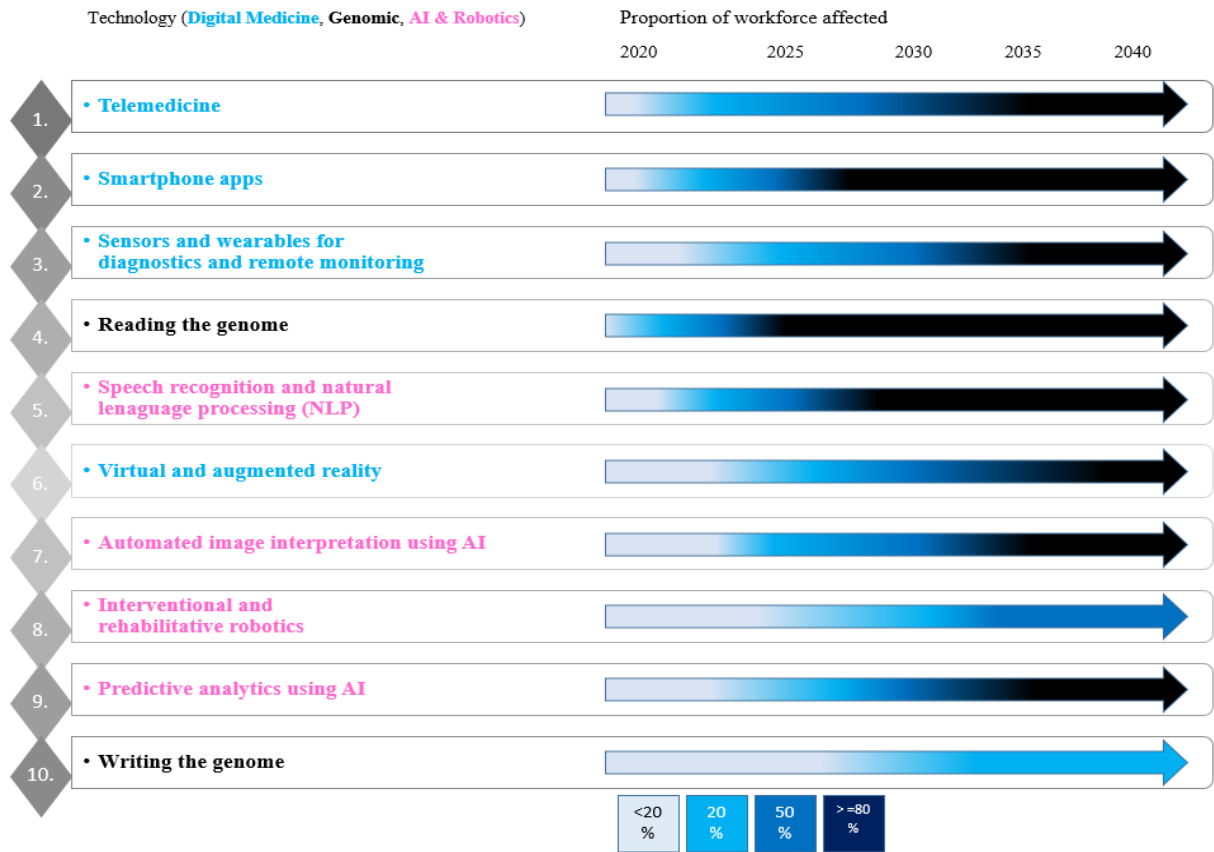 Technology (Digital Medicine, Genomic, AI & Robotics)
Proportion of workforce affected
2020 2025 2030 2035 2040
1.
• Telemedicine
2.
• Smartphone apps
3.
• Sensors and wearables for
diagnostics and remote monitoring
4.
• Reading the genome
5.
• Speech recognition and natural
lenaguage processing (NLP)
6.
• Virtual and augmented reality
7.
• Automated image interpretation using AI
8.
• Interventional and
rehabilitative robotics
9.
• Predictive analytics using AI
10.
• Writing the genome
<20
%
20
%
50
%
> =80
%